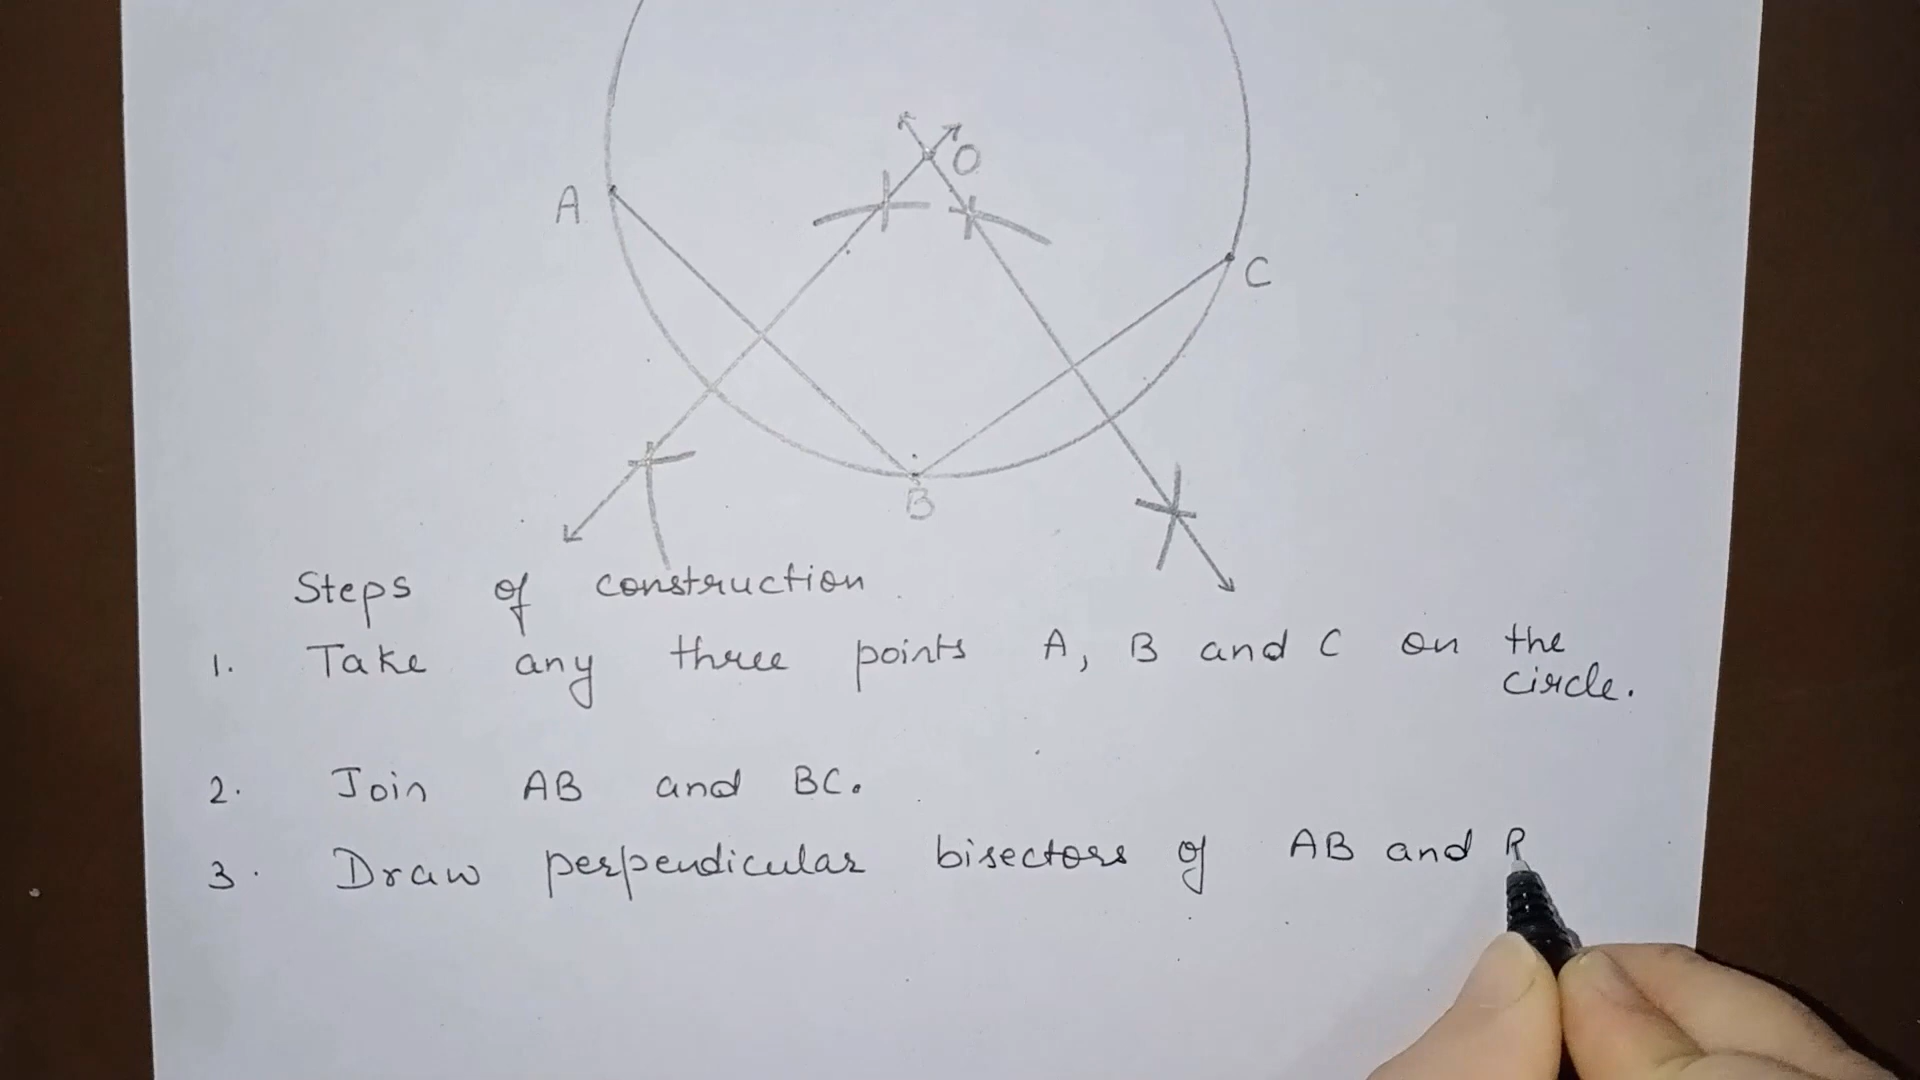 O
A
C
B
Steps of construction
1. Take any three points A, B and C on the
circle.
2. Join AB and BC.
3. Draw perpendicular bisectors of AB and